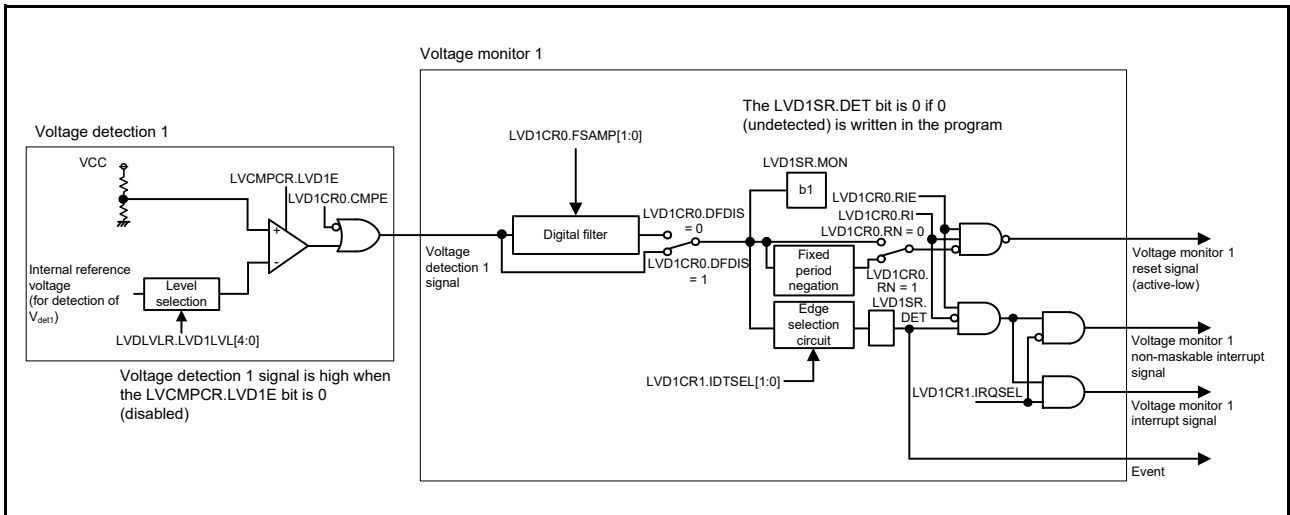 Voltage monitor 1
Voltage detection 1
VCC
LVCMPCR.LVD1E
LVD1CR0.CMPE
+
-
Internal reference
voltage
(for detection of
Vdet1)
Level
selection
LVDLVLR.LVD1LVL[4:0]
Voltage detection 1 signal is high when
the LVCMPCR.LVD1E bit is 0
(disabled)
Voltage
detection 1
signal
LVD1CR0.FSAMP[1:0]
Digital filter
LVD1CR0.DFDIS
= 0
LVD1CR0.DFDIS
= 1
The LVD1SR.DET bit is 0 if 0
(undetected) is written in the program
LVD1SR.MON
b1
LVD1CR0.RIE
LVD1CR0.RI
LVD1CR0.RN = 0
Fixed
period
negation
LVD1CR0.
RN = 1
LVD1SR.
DET
Edge
selection
circuit
LVD1CR1.IDTSEL[1:0]
LVD1CR1.IRQSEL
Voltage monitor 1
reset signal
(active-low)
Voltage monitor 1
non-maskable interrupt
signal
Voltage monitor 1
interrupt signal
Event